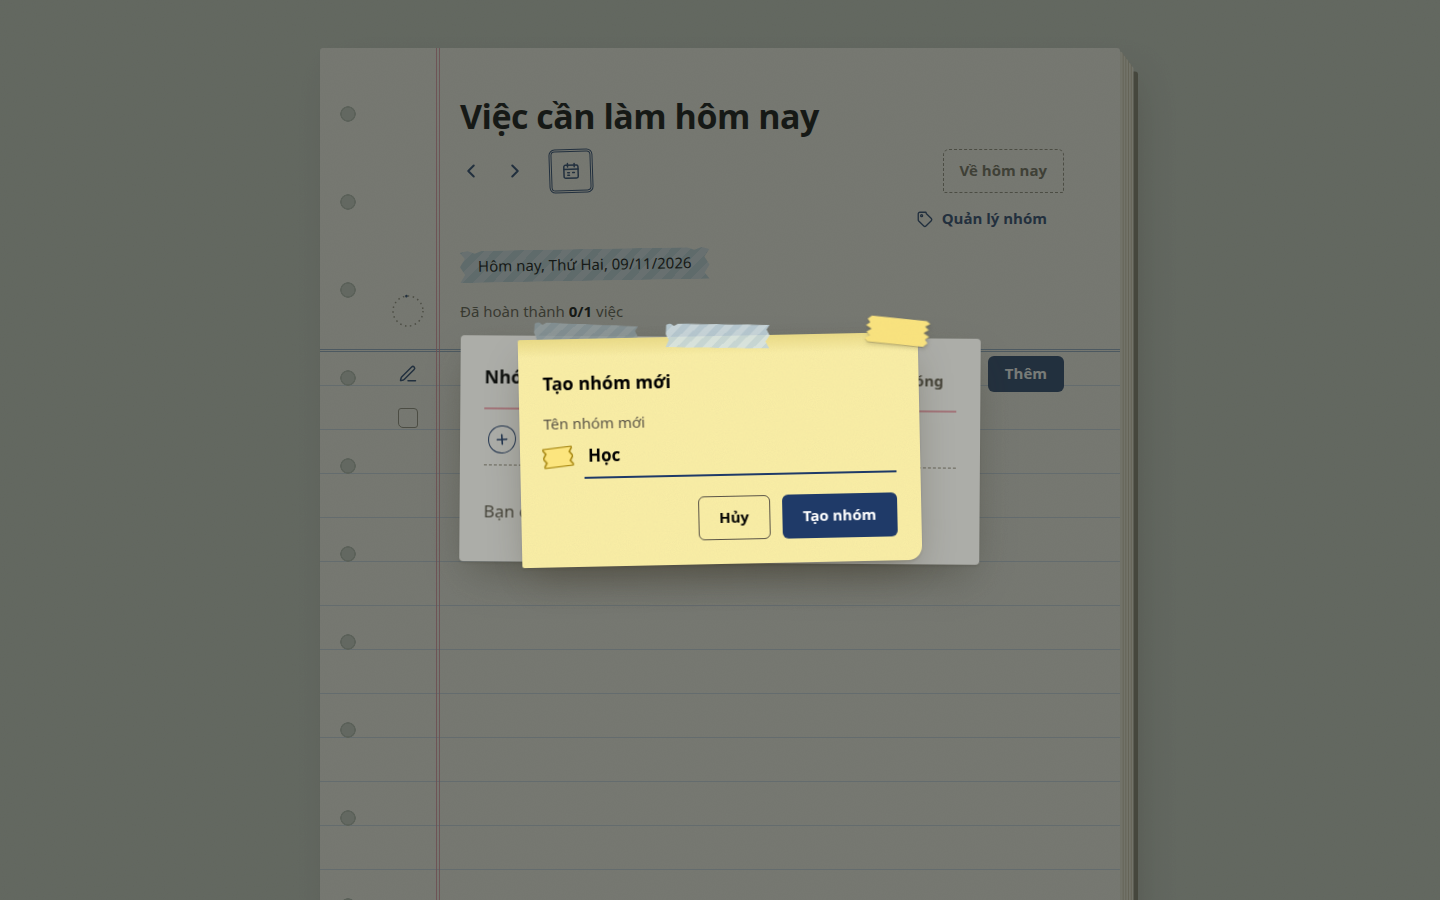 Việc cần làm hôm nay
Về hôm nay
Quản lý nhóm
Hôm nay, Thứ Hai, 09/11/2026
Đã hoàn thành 0/1 việc
Thêm
Tạo nhóm mới
Tên nhóm mới
Học
Hủy
Tạo nhóm
Bạn